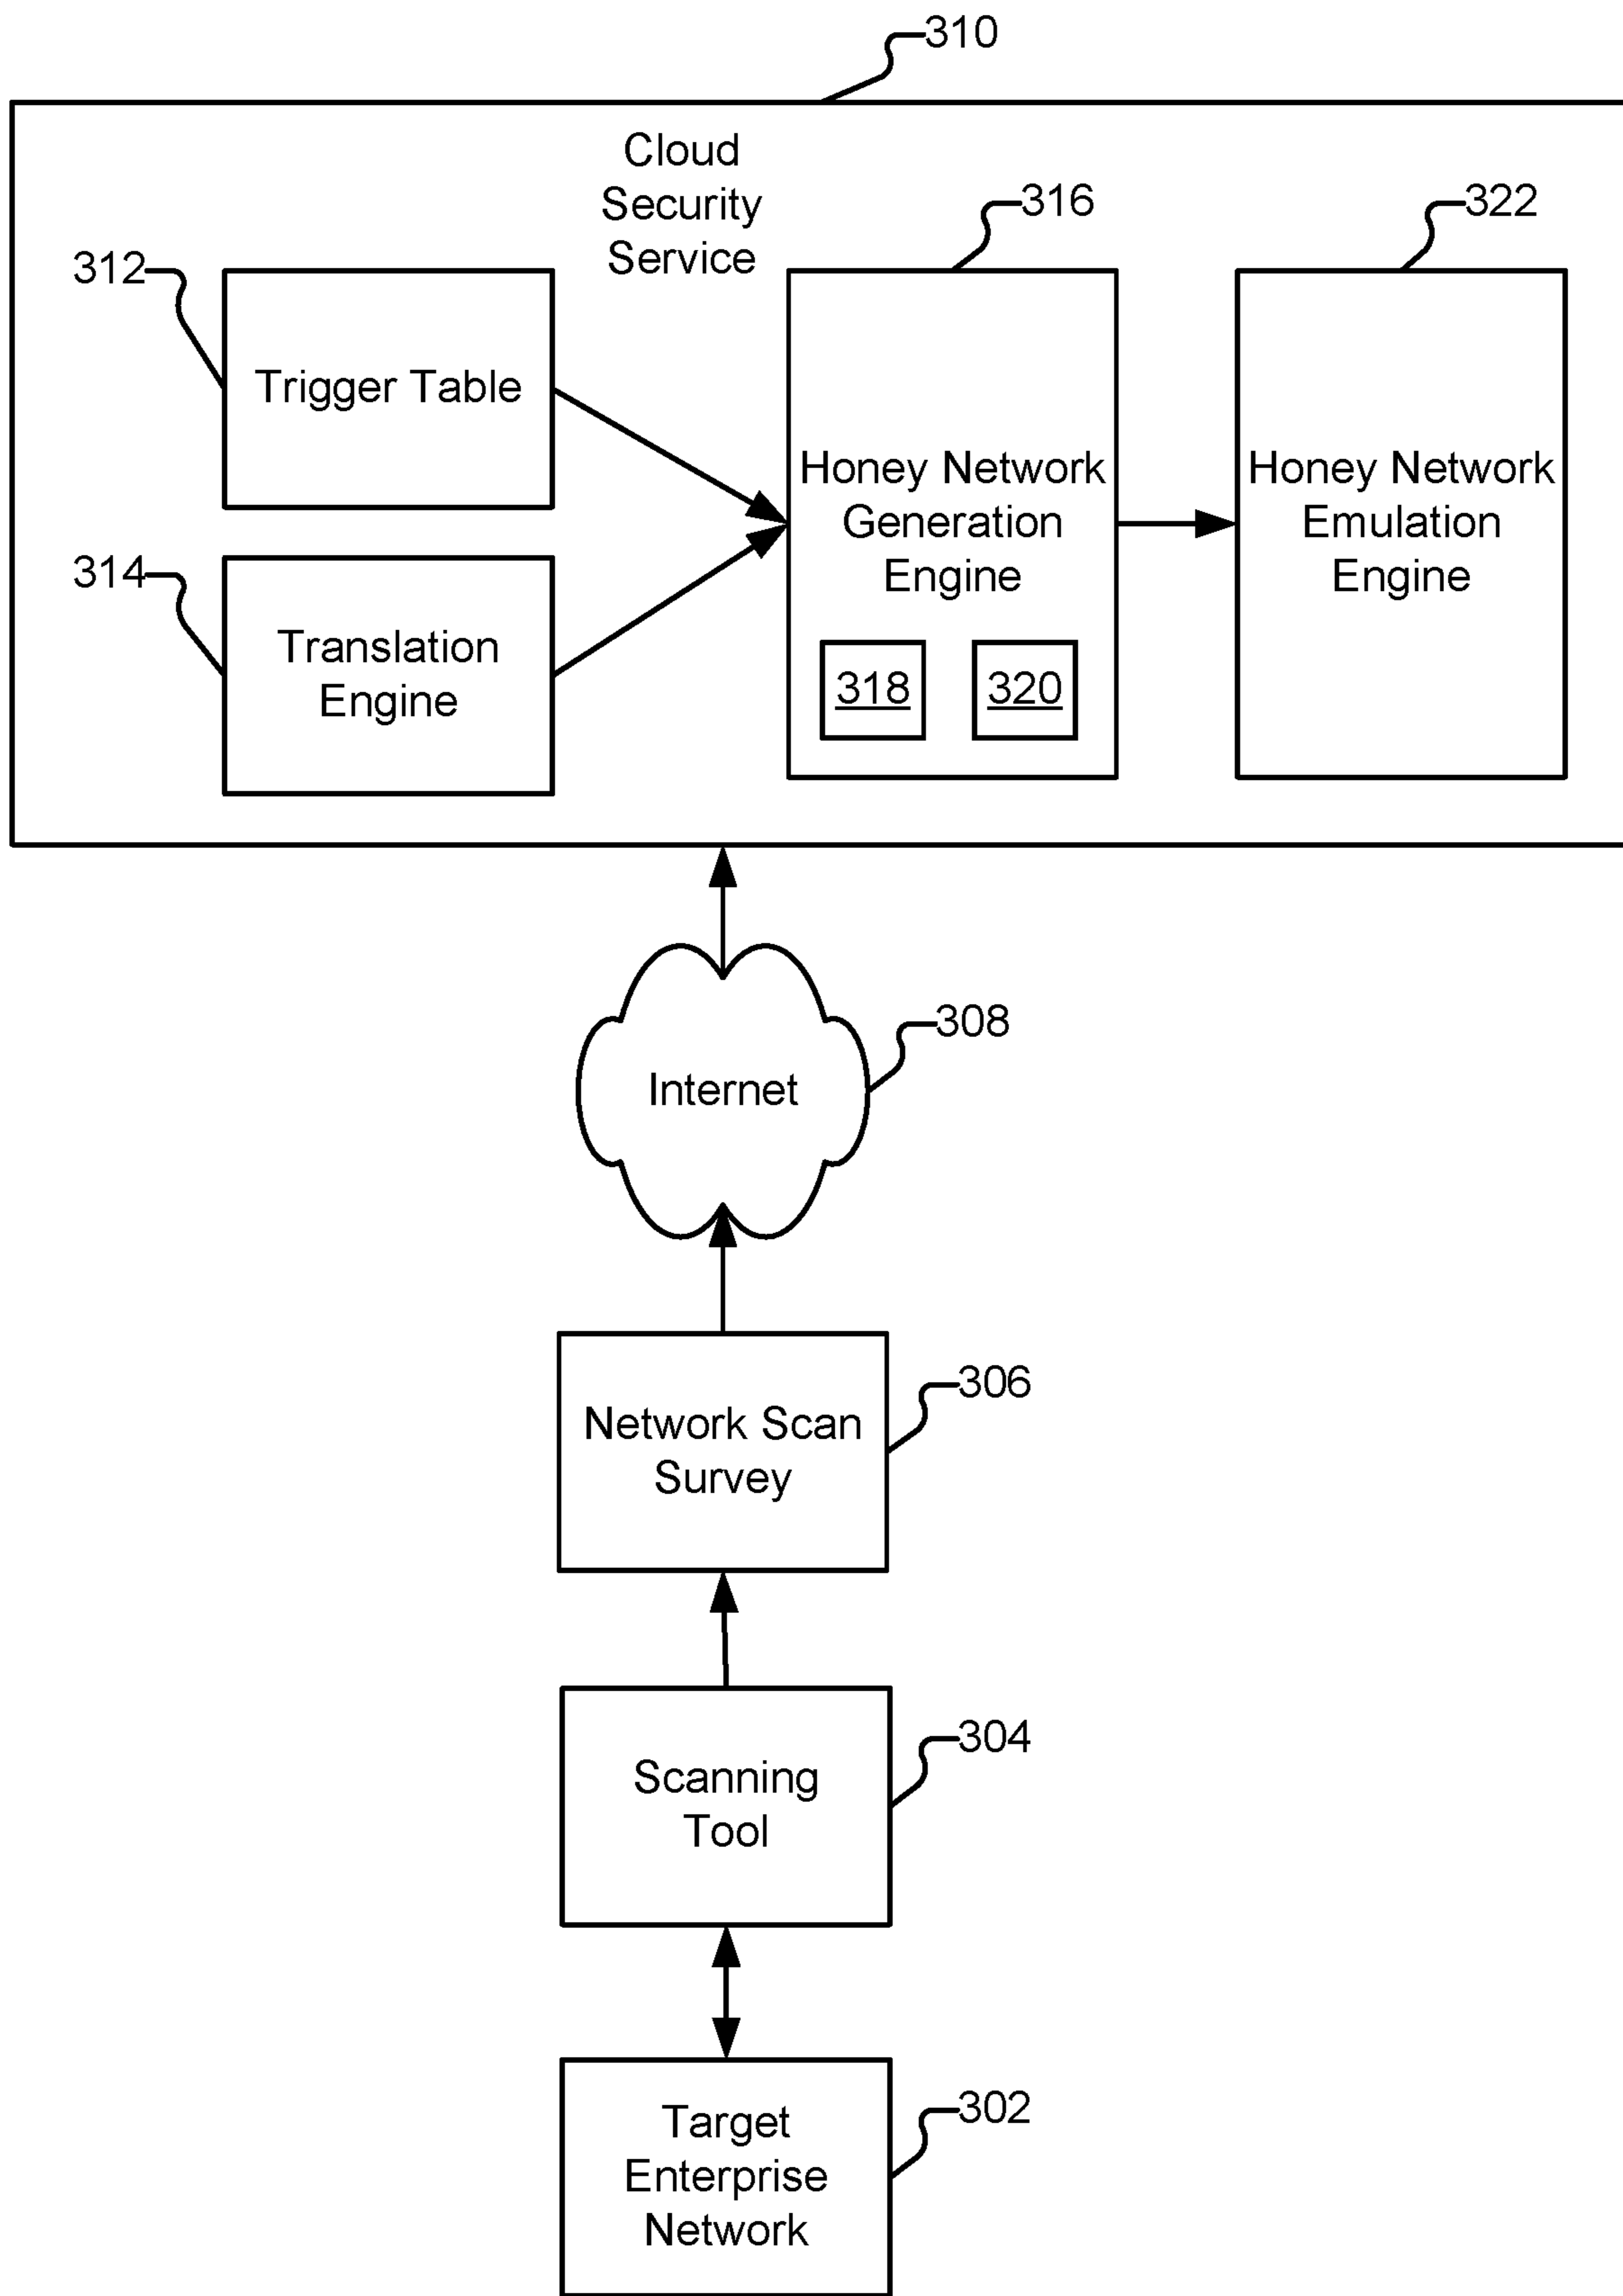 310
Cloud
Security
Service
316
322
312
Trigger Table
Honey Network
Generation
Engine
Honey Network
Emulation
Engine
314
Translation
Engine
318
320
Internet
308
306
Network Scan
Survey
304
Scanning
Tool
302
Target
Enterprise
Network